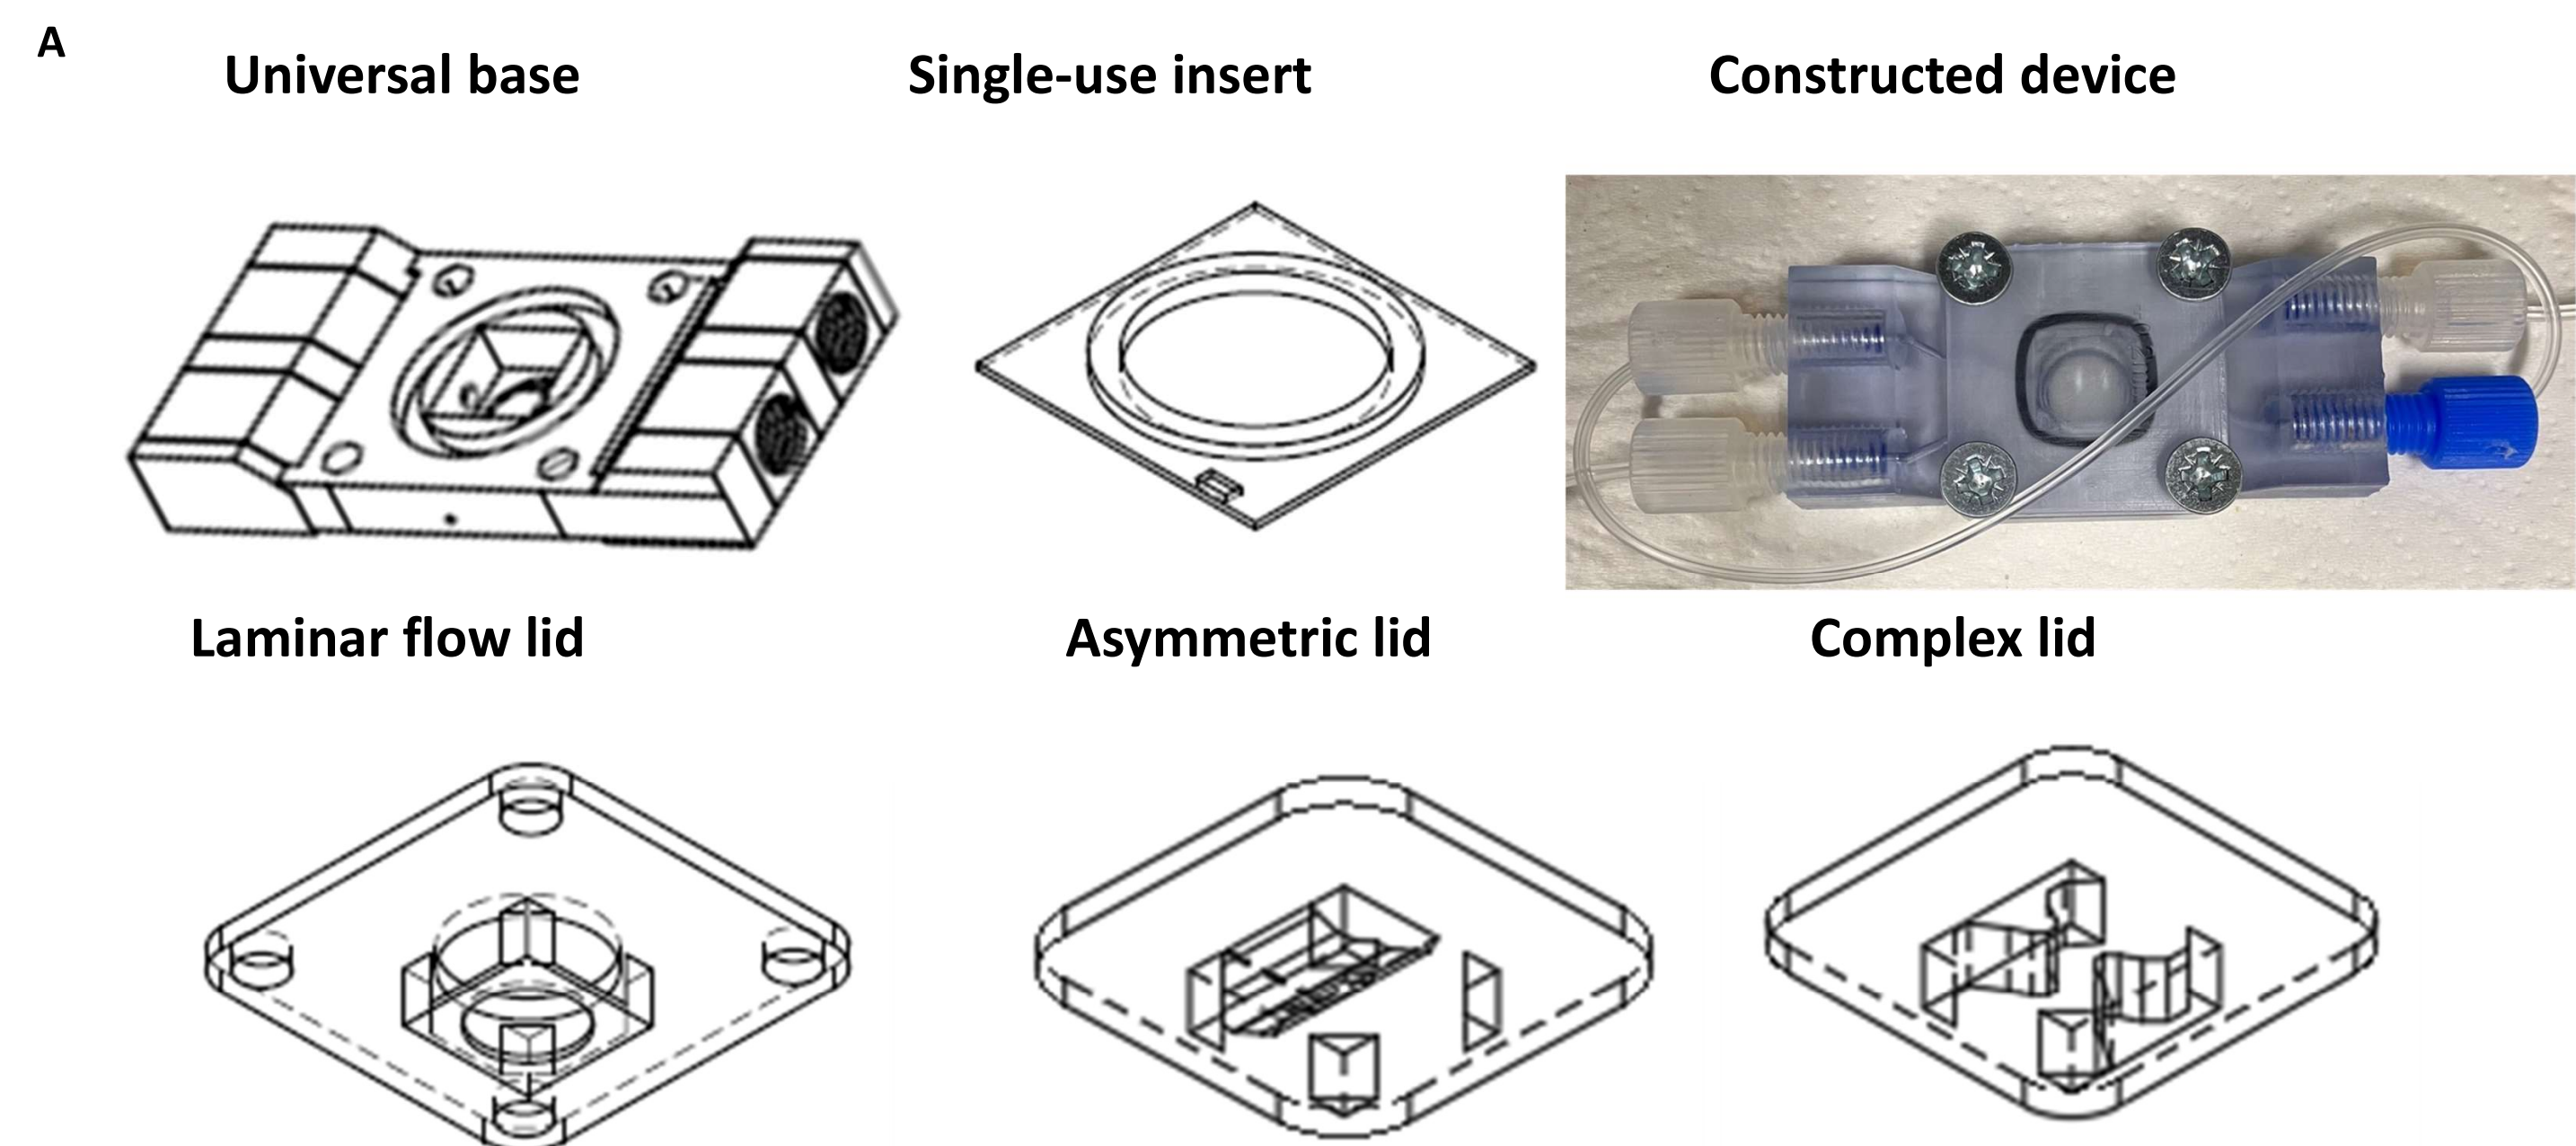 A
Universal base
Single-use insert
Constructed device
Laminar flow lid
Asymmetric lid
Complex lid